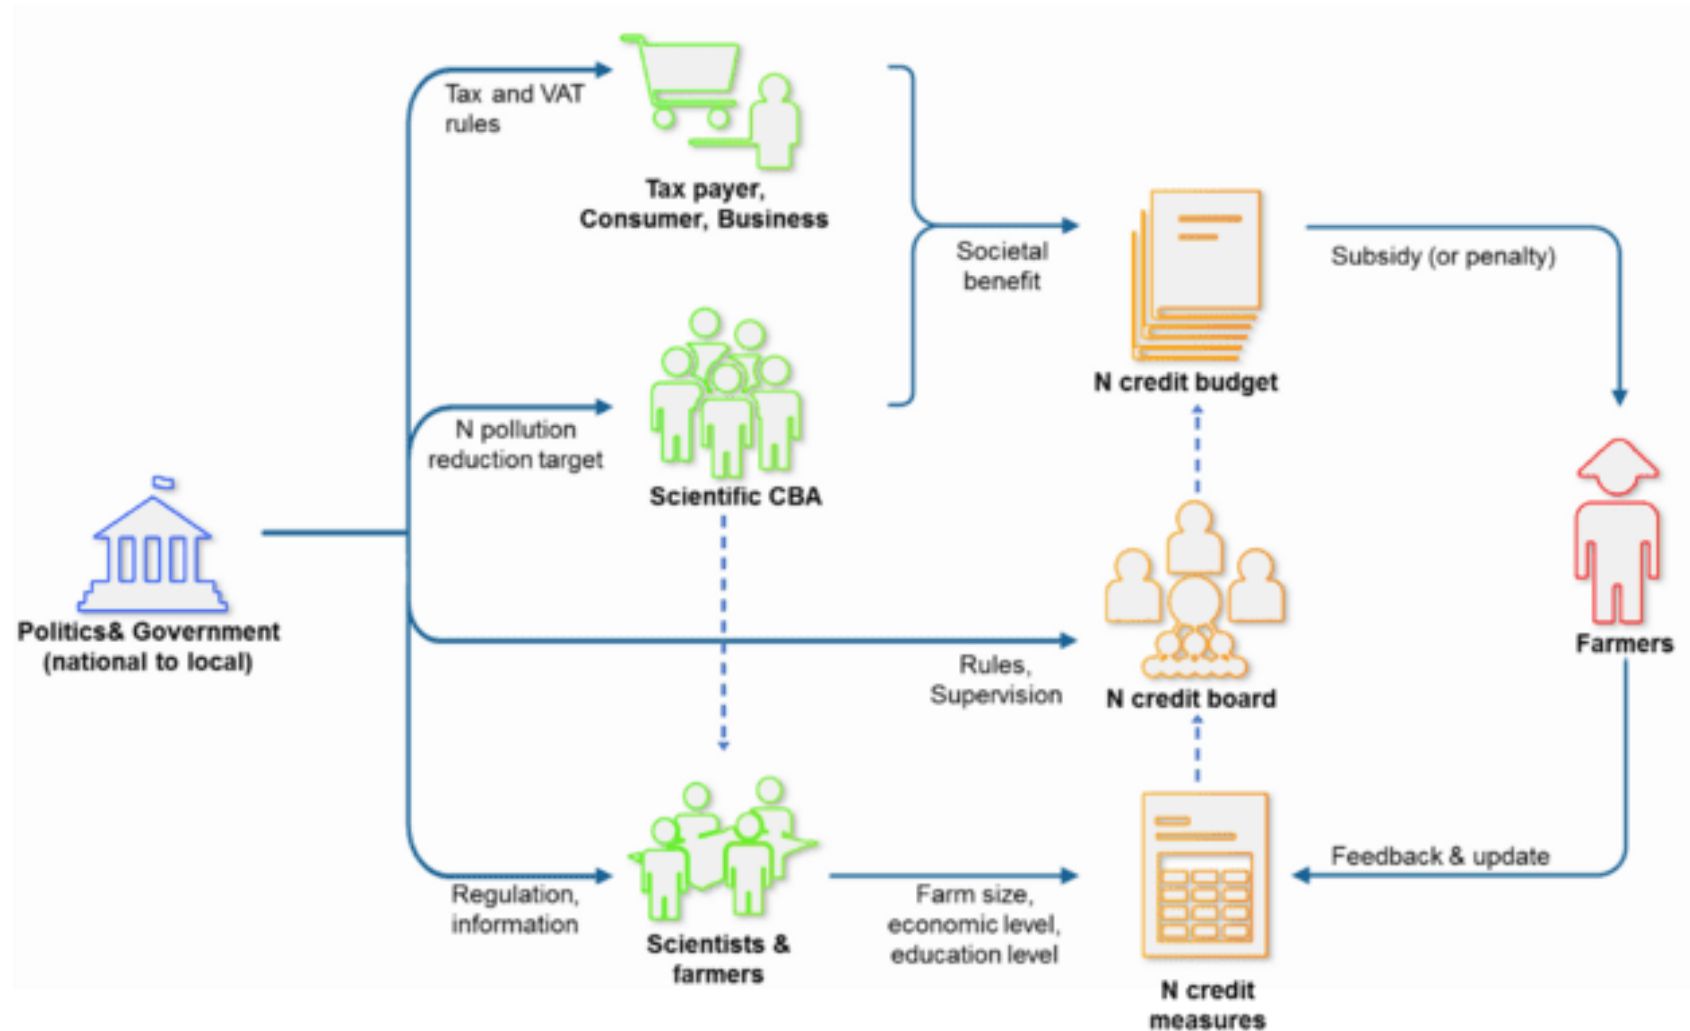 Tax and VAT
rules
Tax payer,
Consumer, Business
Societal
benefit
Subsidy (or penalty)
N credit budget
N pollution
reduction target
Scientific CBA
Politics& Government
(national to local)
Rules,
Supervision
N credit board
Farmers
Regulation,
information
Scientists &
farmers
Farm size,
economic level,
education level
Feedback & update
N credit
measures